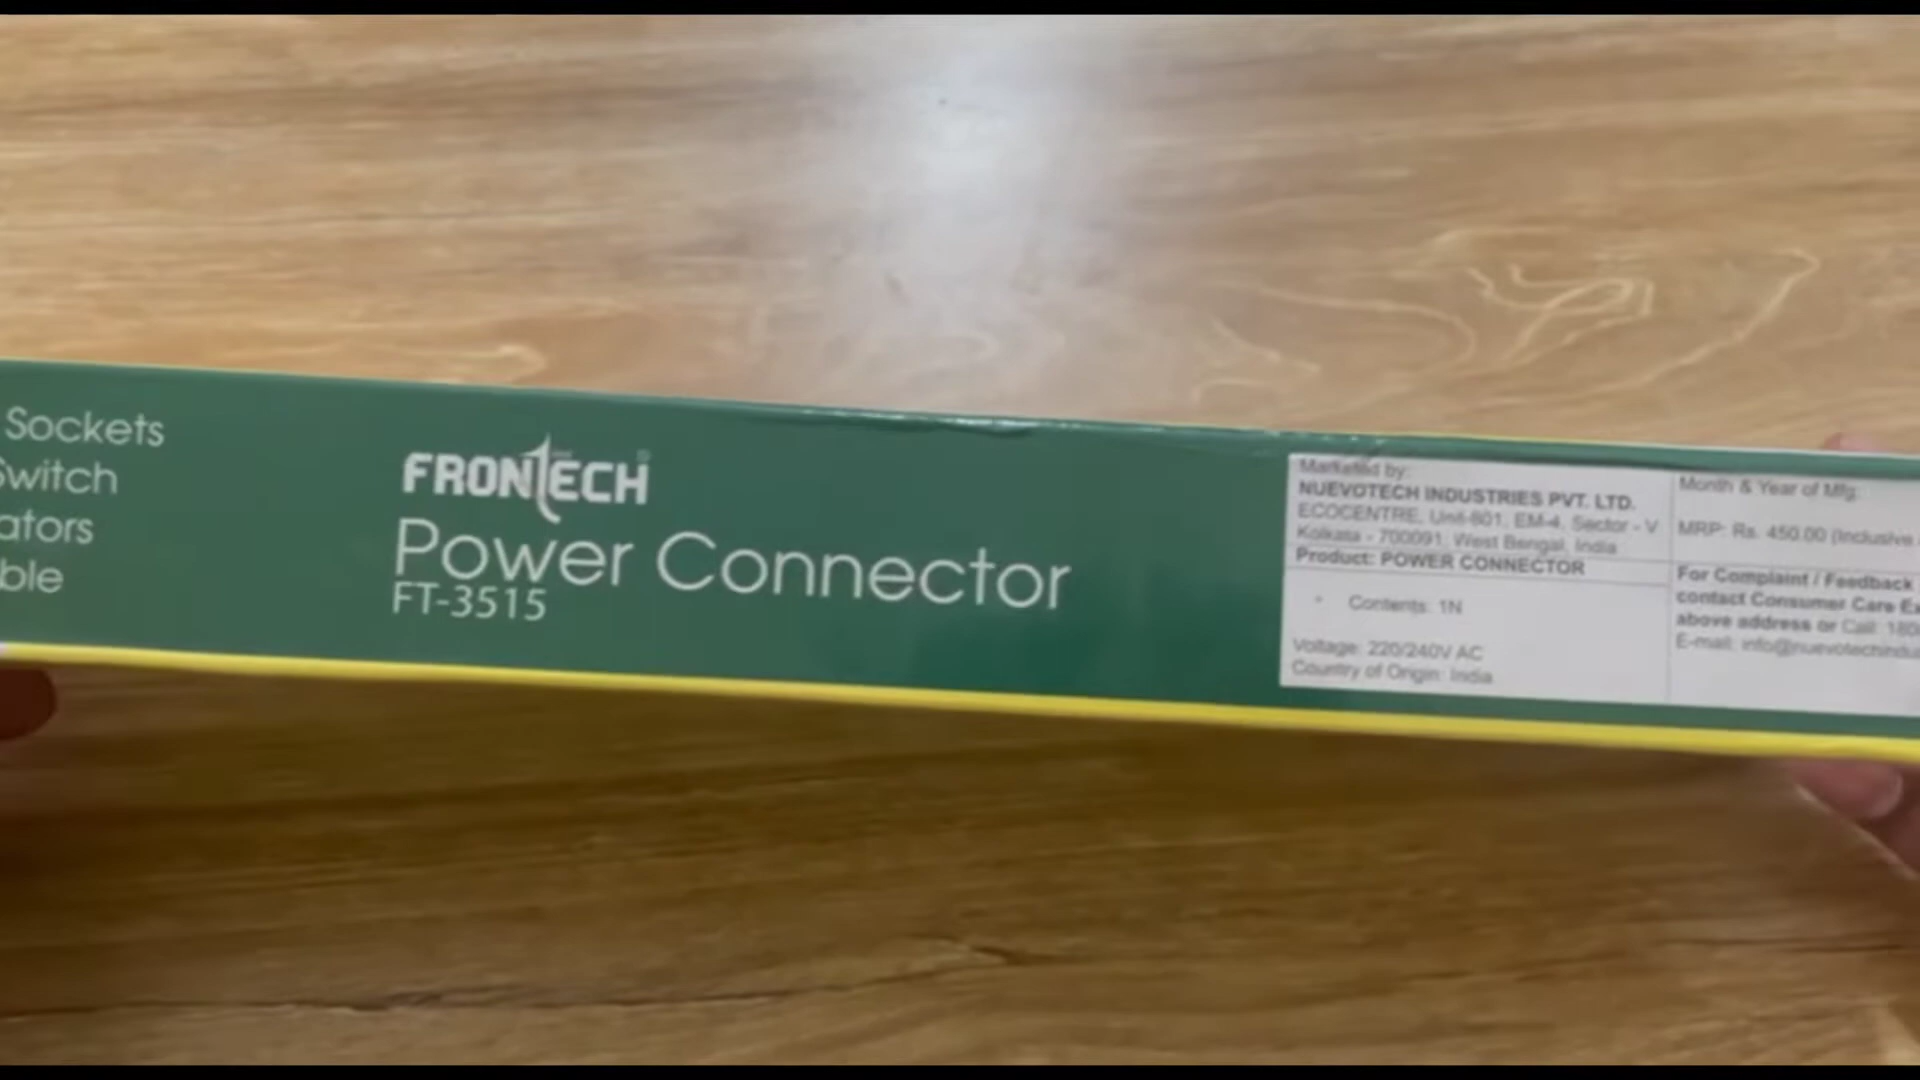 Sockets
Switch
ators
ble
FRONTECH
Power Connector
FT-3515
Marketed by:
NUEVOTECH INDUSTRIES PVT. LTD.
ECOCENTRE, Unit-601, EM-4, Sector - V
Kolkata - 700091, West Bengal, India
Product: POWER CONNECTOR
• Contents: 1N
Voltage: 220/240V AC
Country of Origin: India
Month & Year of Mfg:
MRP: Rs. 450.00 (Inclusive
For Complaint / Feedback
contact Consumer Care Ex
above address or Call: 180
E-mail: info@nuevotechindus